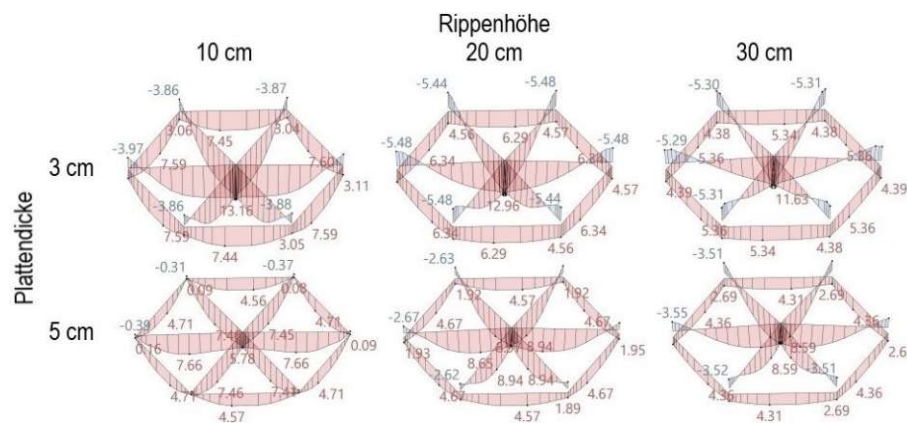 Rippenhöhe
10 cm 20 cm 30 cm
Plattendicke
3 cm
-3.86 -3.87 -5.44 -5.48 -5.30 -5.31
3.06 7.45 3.04 4.56 6.29 4.57 4.38 5.34 4.38
-3.97 7.59 7.60 -5.48 6.34 6.34 -5.48 -5.29 5.36 5.36
3.11 4.57 4.39 4.39
-3.86 13.16 -3.88 -5.48 12.96 -5.44 -5.31 11.63
7.59 3.05 7.59 6.34 4.56 6.34 5.36 4.38 5.36
7.44 6.29 5.34
5 cm
-0.31 -0.37 -2.63 -3.51
0.09 4.56 0.08 1.92 4.57 1.92 2.69 4.31 2.69
-0.39 4.71 7.45 4.71 -2.67 4.67 8.94 4.67 -3.55 4.36 8.59 4.36
0.16 7.66 5.78 7.66 0.09 1.93 8.65 1.95 2.6
-2.62 8.94 8.94 -3.52 8.59 -3.51
4.71 7.46 7.41 4.71 4.67 1.89 4.67 4.36 2.69 4.36
4.57 4.57 4.31